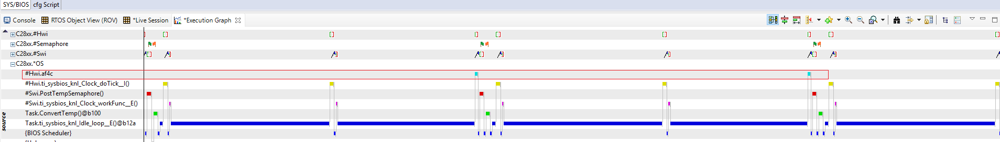 SYS/BIOS cfg Script
Console RTOS Object View (ROV) *Live Session *Execution Graph
C28xx.#Hwi
C28xx.#Semaphore
C28xx.#Swi
C28xx.*OS
#Hwi.af4c
#Hwi.ti_sysbios_knl_Clock_doTick__I()
#Swi.PostTempSemaphore()
#Swi.ti_sysbios_knl_Clock_workFunc__E()
Task.ConvertTemp()@b100
Task.ti_sysbios_knl_Idle_loop__E()@b12a
{BIOS Scheduler}
source